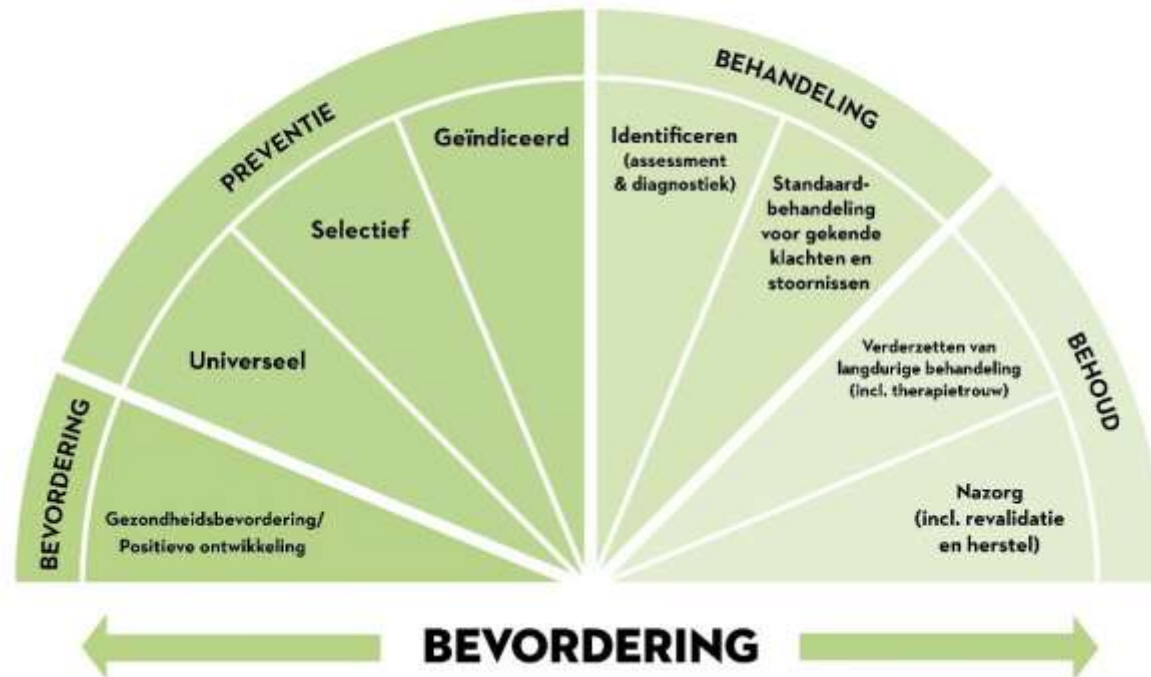 PREVENTIE
BEHANDELING
Geïndiceerd
Identificeren
(assessment
& diagnostiek)
Standaard-
behandeling
voor gekende
klachten en
stoornissen
Selectief
Universeel
Verderzetten van
langdurige behandeling
(incl. therapietrouw)
BEHOUD
BEVORDERING
Gezondheidsbevordering/
Positieve ontwikkeling
Nazorg
(incl. revalidatie
en herstel)
BEVORDERING